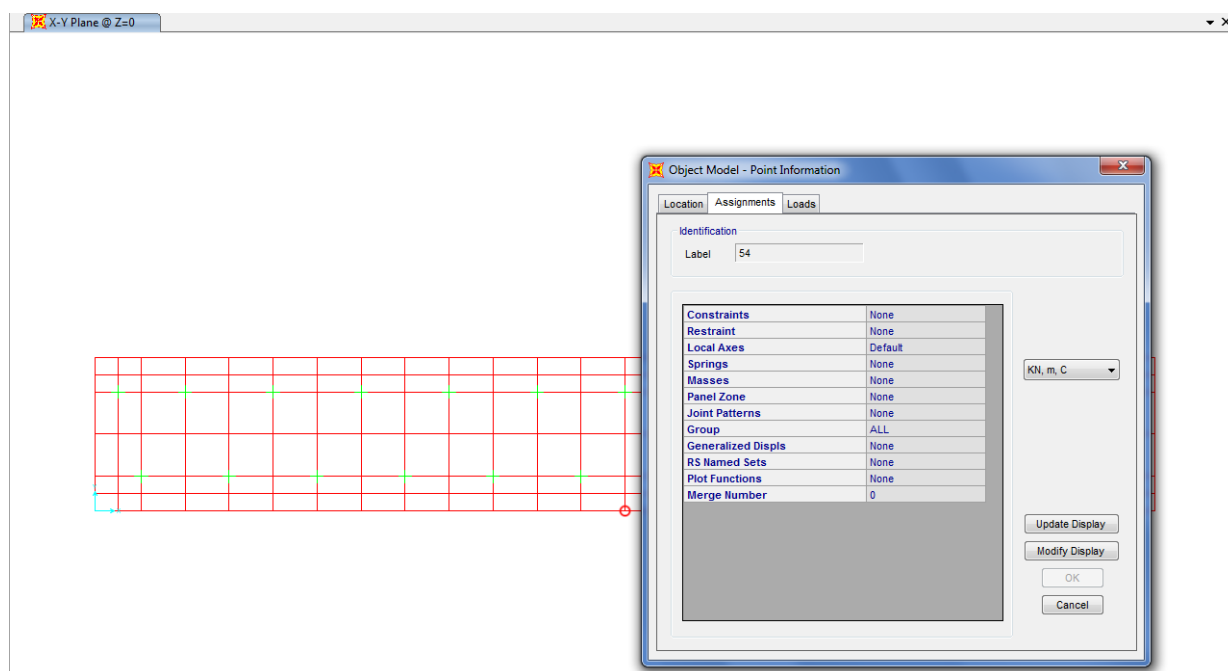 X-Y Plane @ Z=0
Object Model - Point Information
Location Assignments Loads
Identification
Label 54
Constraints None
Restraint None
Local Axes Default
Springs None
Masses None
Panel Zone None
Joint Patterns None
Group ALL
Generalized Displs None
RS Named Sets None
Plot Functions None
Merge Number 0
KN, m, C
Update Display
Modify Display
OK
Cancel